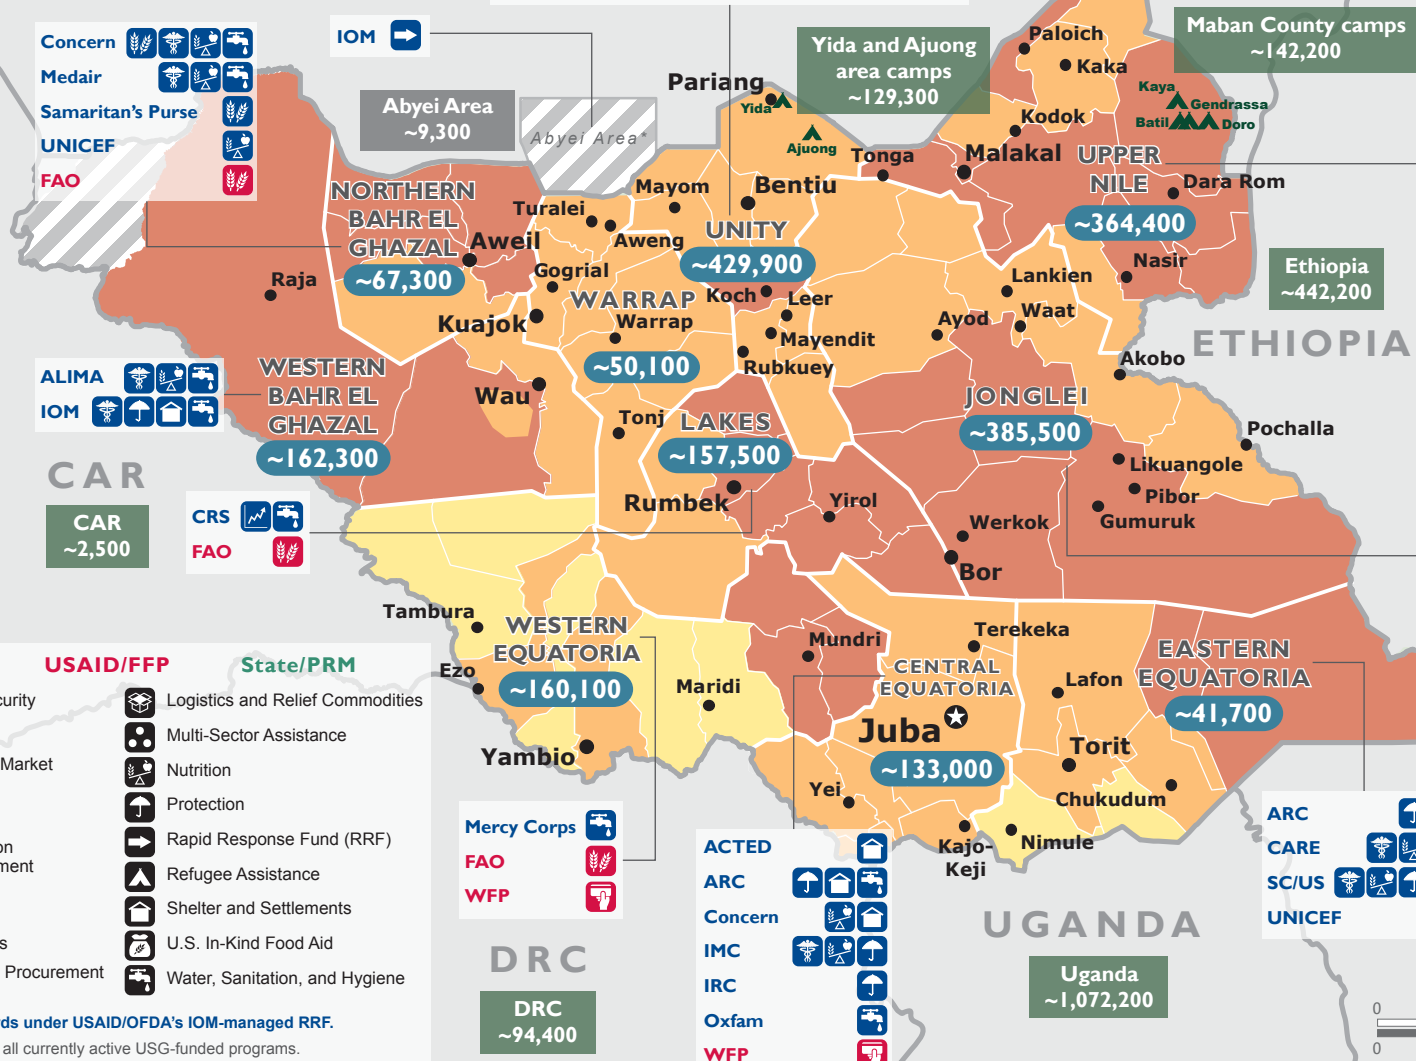 Concern
Medair
Samaritan's Purse
UNICEF
FAO
IOM
Abyei Area
~9,300
Abyei Area*
Yida and Ajuong
area camps
~129,300
Maban County camps
~142,200
Pariang
Yida
Ajuong
Paloich
Kaka
Kodok
Kaya
Gendrassa
Batil
Doro
Tonga
Malakal
UPPER
NILE
~364,400
Dara Rom
Nasir
NORTHERN
BAHR EL
GHAZAL
~67,300
Aweil
Raja
Turalei
Aweng
Mayom
Bentiu
UNITY
~429,900
Gogrial
WARRAP
Warrap
~50,100
Kuajok
Koch
Leer
Mayendit
Rubkuey
Lankien
Waat
Ayod
Akobo
Ethiopia
~442,200
ETHIOPIA
ALIMA
IOM
WESTERN
BAHR EL
GHAZAL
~162,300
Wau
Tonj
LAKES
~157,500
Rumbek
Yirol
JONGLEI
~385,500
Pochalla
Likuangole
Pibor
Gumuruk
Werkok
Bor
CAR
CAR
~2,500
CRS
FAO
Tambura
Ezo
WESTERN
EQUATORIA
~160,100
Yambio
Maridi
Mundri
Terekeka
CENTRAL
EQUATORIA
Juba
~133,000
Yei
Kajo-
Keji
Lafon
EASTERN
EQUATORIA
~41,700
Torit
Chukudum
Nimule
USAID/FFP
State/PRM
curity
Market
on
ment
s
Procurement
Logistics and Relief Commodities
Multi-Sector Assistance
Nutrition
Protection
Rapid Response Fund (RRF)
Refugee Assistance
Shelter and Settlements
U.S. In-Kind Food Aid
Water, Sanitation, and Hygiene
rds under USAID/OFDA's IOM-managed RRF.
all currently active USG-funded programs.
Mercy Corps
FAO
WFP
DRC
DRC
~94,400
ACTED
ARC
Concern
IMC
IRC
Oxfam
WFP
UGANDA
Uganda
~1,072,200
ARC
CARE
SC/US
UNICEF
0
0